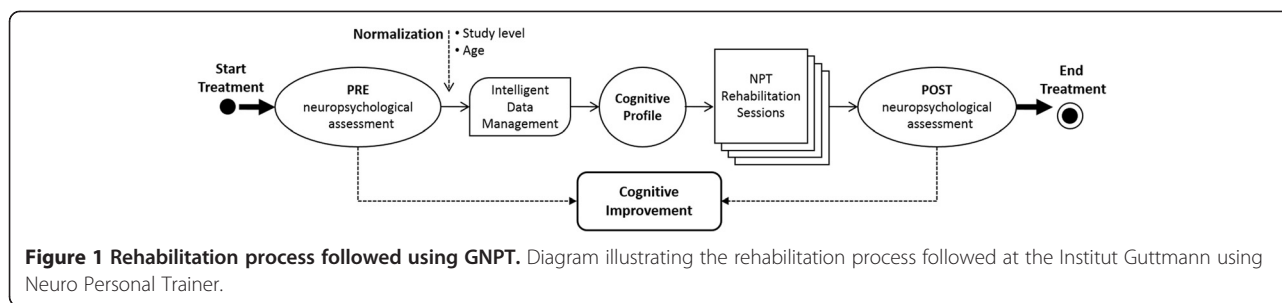 Normalization
• Study level
• Age
Start
Treatment
PRE
neuropsychological
assessment
Intelligent
Data
Management
Cognitive
Profile
NPT
Rehabilitation
Sessions
POST
neuropsychological
assessment
End
Treatment
Cognitive
Improvement
Figure 1 Rehabilitation process followed using GNPT. Diagram illustrating the rehabilitation process followed at the Institut Guttmann using
Neuro Personal Trainer.